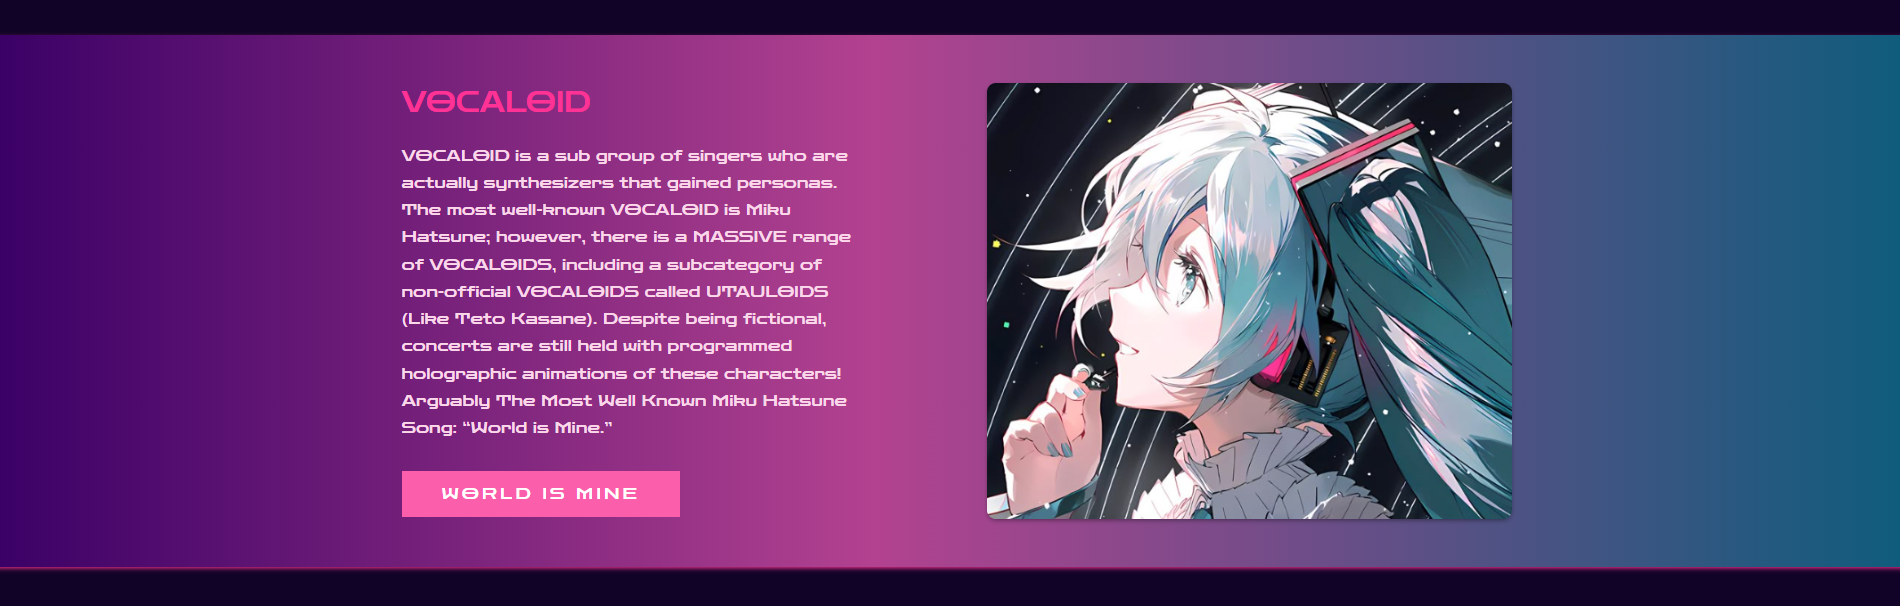 VOCALOID
VOCALOID is a sub group of singers who are
actually synthesizers that gained personas.
The most well-known VOCALOID is Miku
Hatsune; however, there is a MASSIVE range
of VOCALOIDS, including a subcategory of
non-official VOCALOIDS called UTAULOIDS
(Like Teto Kasane). Despite being fictional,
concerts are still held with programmed
holographic animations of these characters!
Arguably The Most Well Known Miku Hatsune
Song: “World is Mine.”
WORLD IS MINE